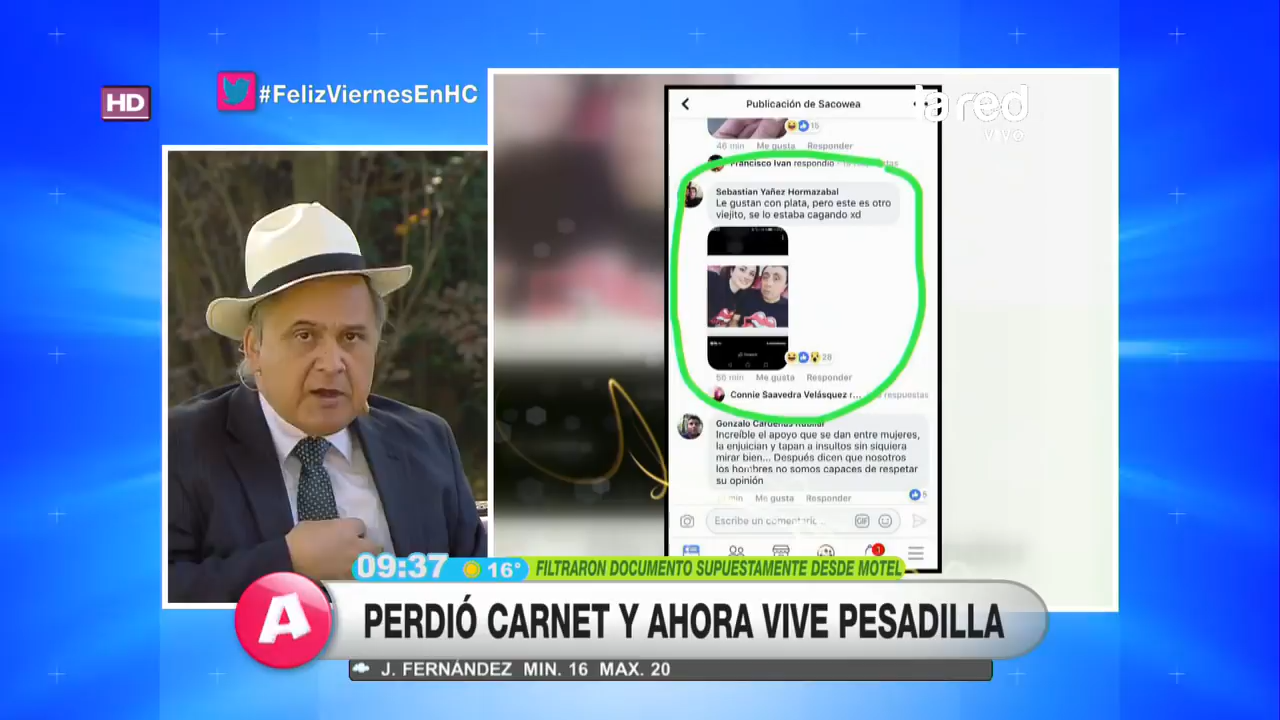 HD
#FelizViernesEnHC
la red
vivo
Publicación de Sacowea
15
46 min Me gusta Responder
Francisco Ivan respondió
Sebastian Yañez Hormazabal
Le gustan con plata, pero este es otro
viejito, se lo estaba cagando xd
28
56 min Me gusta Responder
Connie Saavedra Velásquez r... respuestas
Gonzalo Cardenas Rubilar
Increíble el apoyo que se dan entre mujeres,
la enjuician y tapan a insultos sin siquiera
mirar bien... Después dicen que nosotros
los hombres no somos capaces de respetar
su opinión
min Me gusta Responder
Escribe un comentario...
GIF
1
09:37
16°
FILTRARON DOCUMENTO SUPUESTAMENTE DESDE MOTEL
A
PERDIÓ CARNET Y AHORA VIVE PESADILLA
J. FERNÁNDEZ MIN. 16 MAX. 20